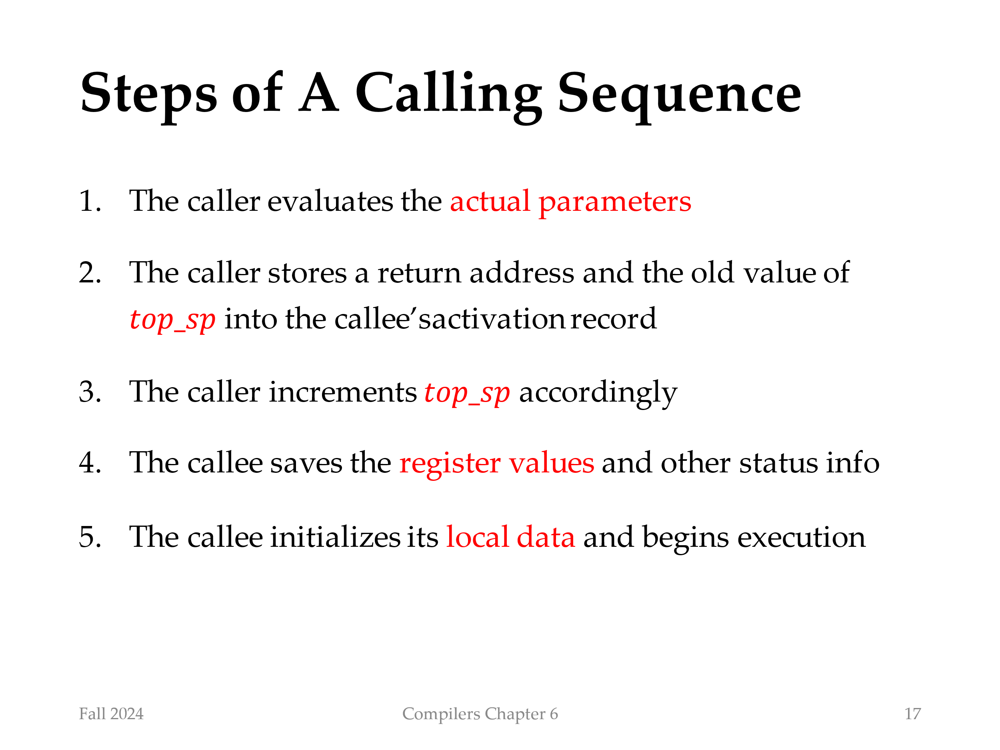 Steps of A Calling Sequence
1. The caller evaluates the actual parameters
2. The caller stores a return address and the old value of
top_sp into the callee’sactivation record
3. The caller increments top_sp accordingly
4. The callee saves the register values and other status info
5. The callee initializes its local data and begins execution
Fall 2024
Compilers Chapter 6
17